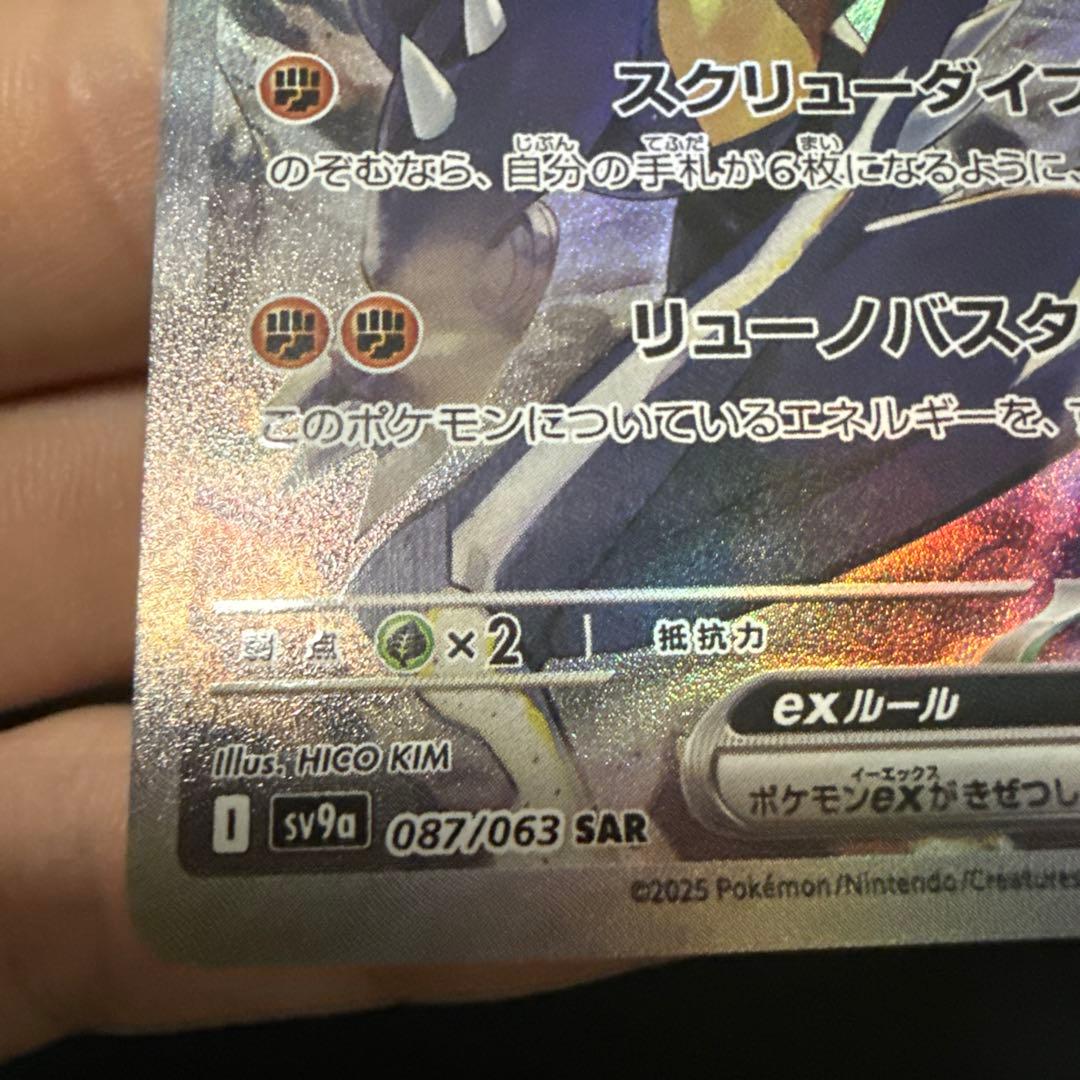 スクリューダイブ
のぞむなら、自分の手札が6枚になるように、
じぶん てふだ まい
リューノバスター
このポケモンについているエネルギーを、す
弱点 ×2 抵抗力
exルール
イーエックス
ポケモンexがきぜつし
Illus. HICO KIM
I sv9a 087/063 SAR
©2025 Pokémon/Nintendo/Creatures